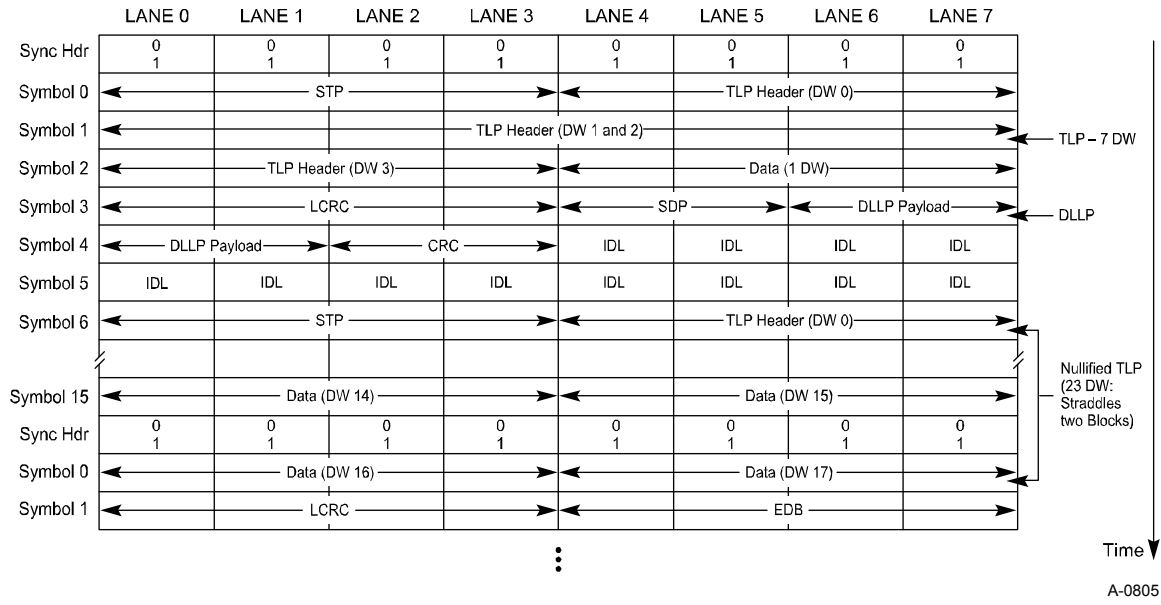 LANE 0 LANE 1 LANE 2 LANE 3 LANE 4 LANE 5 LANE 6 LANE 7
Sync Hdr 0 0 0 0 0 0 0 0
1 1 1 1 1 1 1 1
Symbol 0 STP TLP Header (DW 0)
Symbol 1 TLP Header (DW 1 and 2)
TLP – 7 DW
Symbol 2 TLP Header (DW 3) Data (1 DW)
Symbol 3 LCRC SDP DLLP Payload
DLLP
Symbol 4 DLLP Payload CRC IDL IDL IDL IDL
Symbol 5 IDL IDL IDL IDL IDL IDL IDL IDL
Symbol 6 STP TLP Header (DW 0)
Nullified TLP
(23 DW:
Straddles
two Blocks)
Symbol 15 Data (DW 14) Data (DW 15)
Sync Hdr 0 0 0 0 0 0 0 0
1 1 1 1 1 1 1 1
Symbol 0 Data (DW 16) Data (DW 17)
Symbol 1 LCRC EDB
Time
A-0805